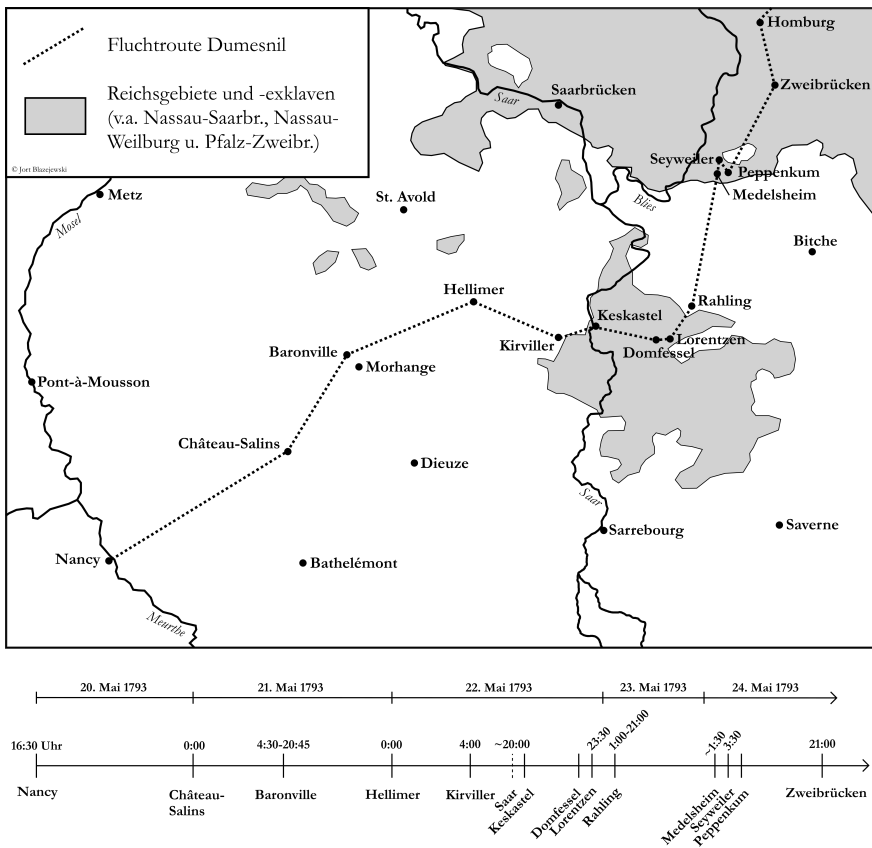 Fluchtroute Dumesnil
Reichsgebiete und -exklaven
(v.a. Nassau-Saarbr., Nassau-
Weilburg u. Pfalz-Zweibr.)
© Jort Blazejewski
Homburg
Zweibrücken
Saarbrücken
Saar
Seyweiler
Peppenkum
Medelsheim
Metz
St. Avold
Blies
Mosel
Bitche
Hellimer
Rahling
Keskastel
Kirviller
Lorentzen
Domfessel
Baronville
Morhange
Pont-à-Mousson
Château-Salins
Dieuze
Saar
Sarrebourg
Saverne
Nancy
Bathelémont
Meurthe
20. Mai 1793
21. Mai 1793
22. Mai 1793
23. Mai 1793
24. Mai 1793
16:30 Uhr
0:00
4:30-20:45
0:00
4:00
~20:00
23:30
1:00-21:00
~1:30
3:30
21:00
Nancy
Château-
Salins
Baronville
Hellimer
Kirviller
Saar
Keskastel
Domfessel
Lorentzen
Rahling
Medelsheim
Seyweiler
Peppenkum
Zweibrücken